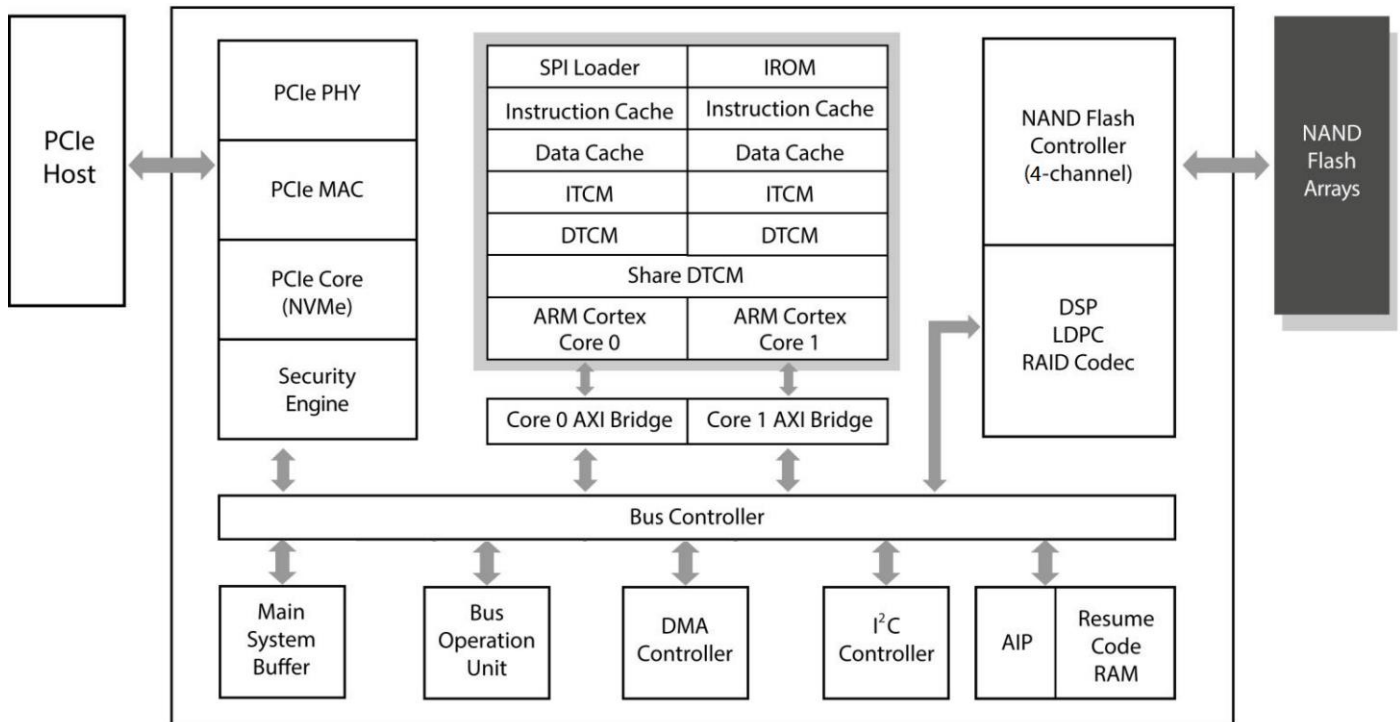 PCIe
Host
PCIe PHY
PCIe MAC
PCIe Core
(NVMe)
Security
Engine
SPI Loader
IROM
Instruction Cache
Instruction Cache
Data Cache
Data Cache
ITCM
ITCM
DTCM
DTCM
Share DTCM
ARM Cortex
Core 0
ARM Cortex
Core 1
Core 0 AXI Bridge
Core 1 AXI Bridge
NAND Flash
Controller
(4-channel)
DSP
LDPC
RAID Codec
NAND
Flash
Arrays
Bus Controller
Main
System
Buffer
Bus
Operation
Unit
DMA
Controller
I²C
Controller
AIP
Resume
Code
RAM